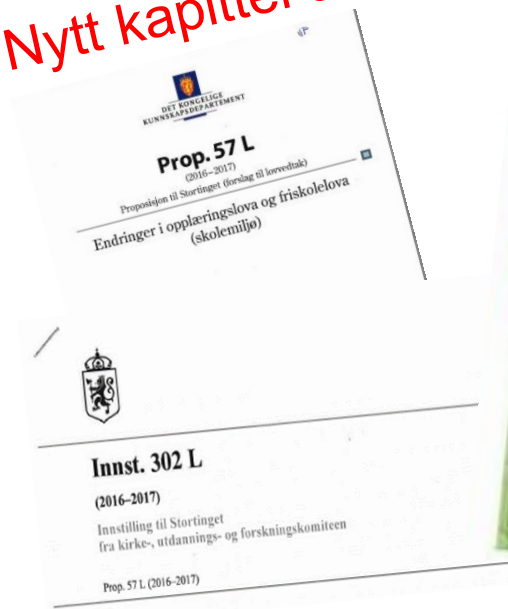 Nytt kapittel
DET KONGELIGE
KUNNSKAPSDEPARTEMENT
Prop. 57 L
(2016–2017)
Proposisjon til Stortinget (forslag til lovvedtak)
Endringer i opplæringslova og friskolelova
(skolemiljø)
Innst. 302 L
(2016–2017)
Innstilling til Stortinget
fra kirke-, utdannings- og forskningskomiteen
Prop. 57 L (2016–2017)